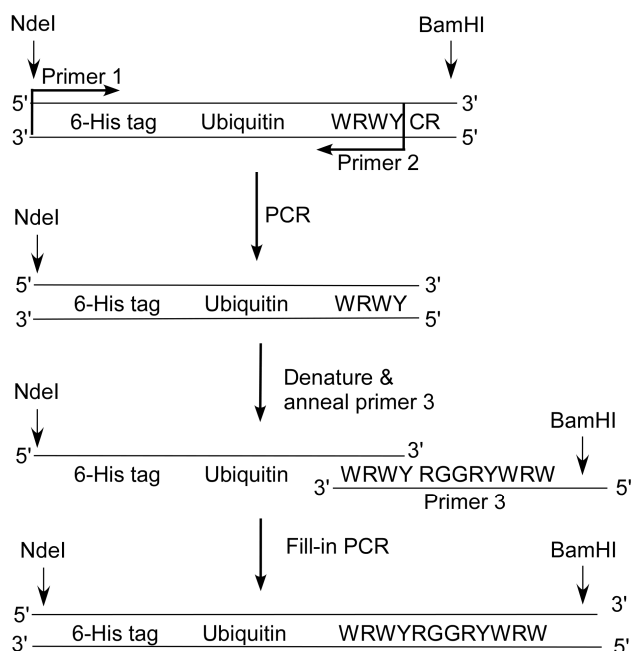 NdeI
BamHI
Primer 1
5' 3'
6-His tag Ubiquitin WRWY CR
3' 5'
Primer 2
PCR
NdeI
5' 3'
6-His tag Ubiquitin WRWY
3' 5'
NdeI
Denature &
anneal primer 3
BamHI
5' 3'
6-His tag Ubiquitin WRWY RGGRYWRW
3' 5'
Primer 3
NdeI
Fill-in PCR
BamHI
5' 3'
6-His tag Ubiquitin WRWYRGGRYWRW
3' 5'